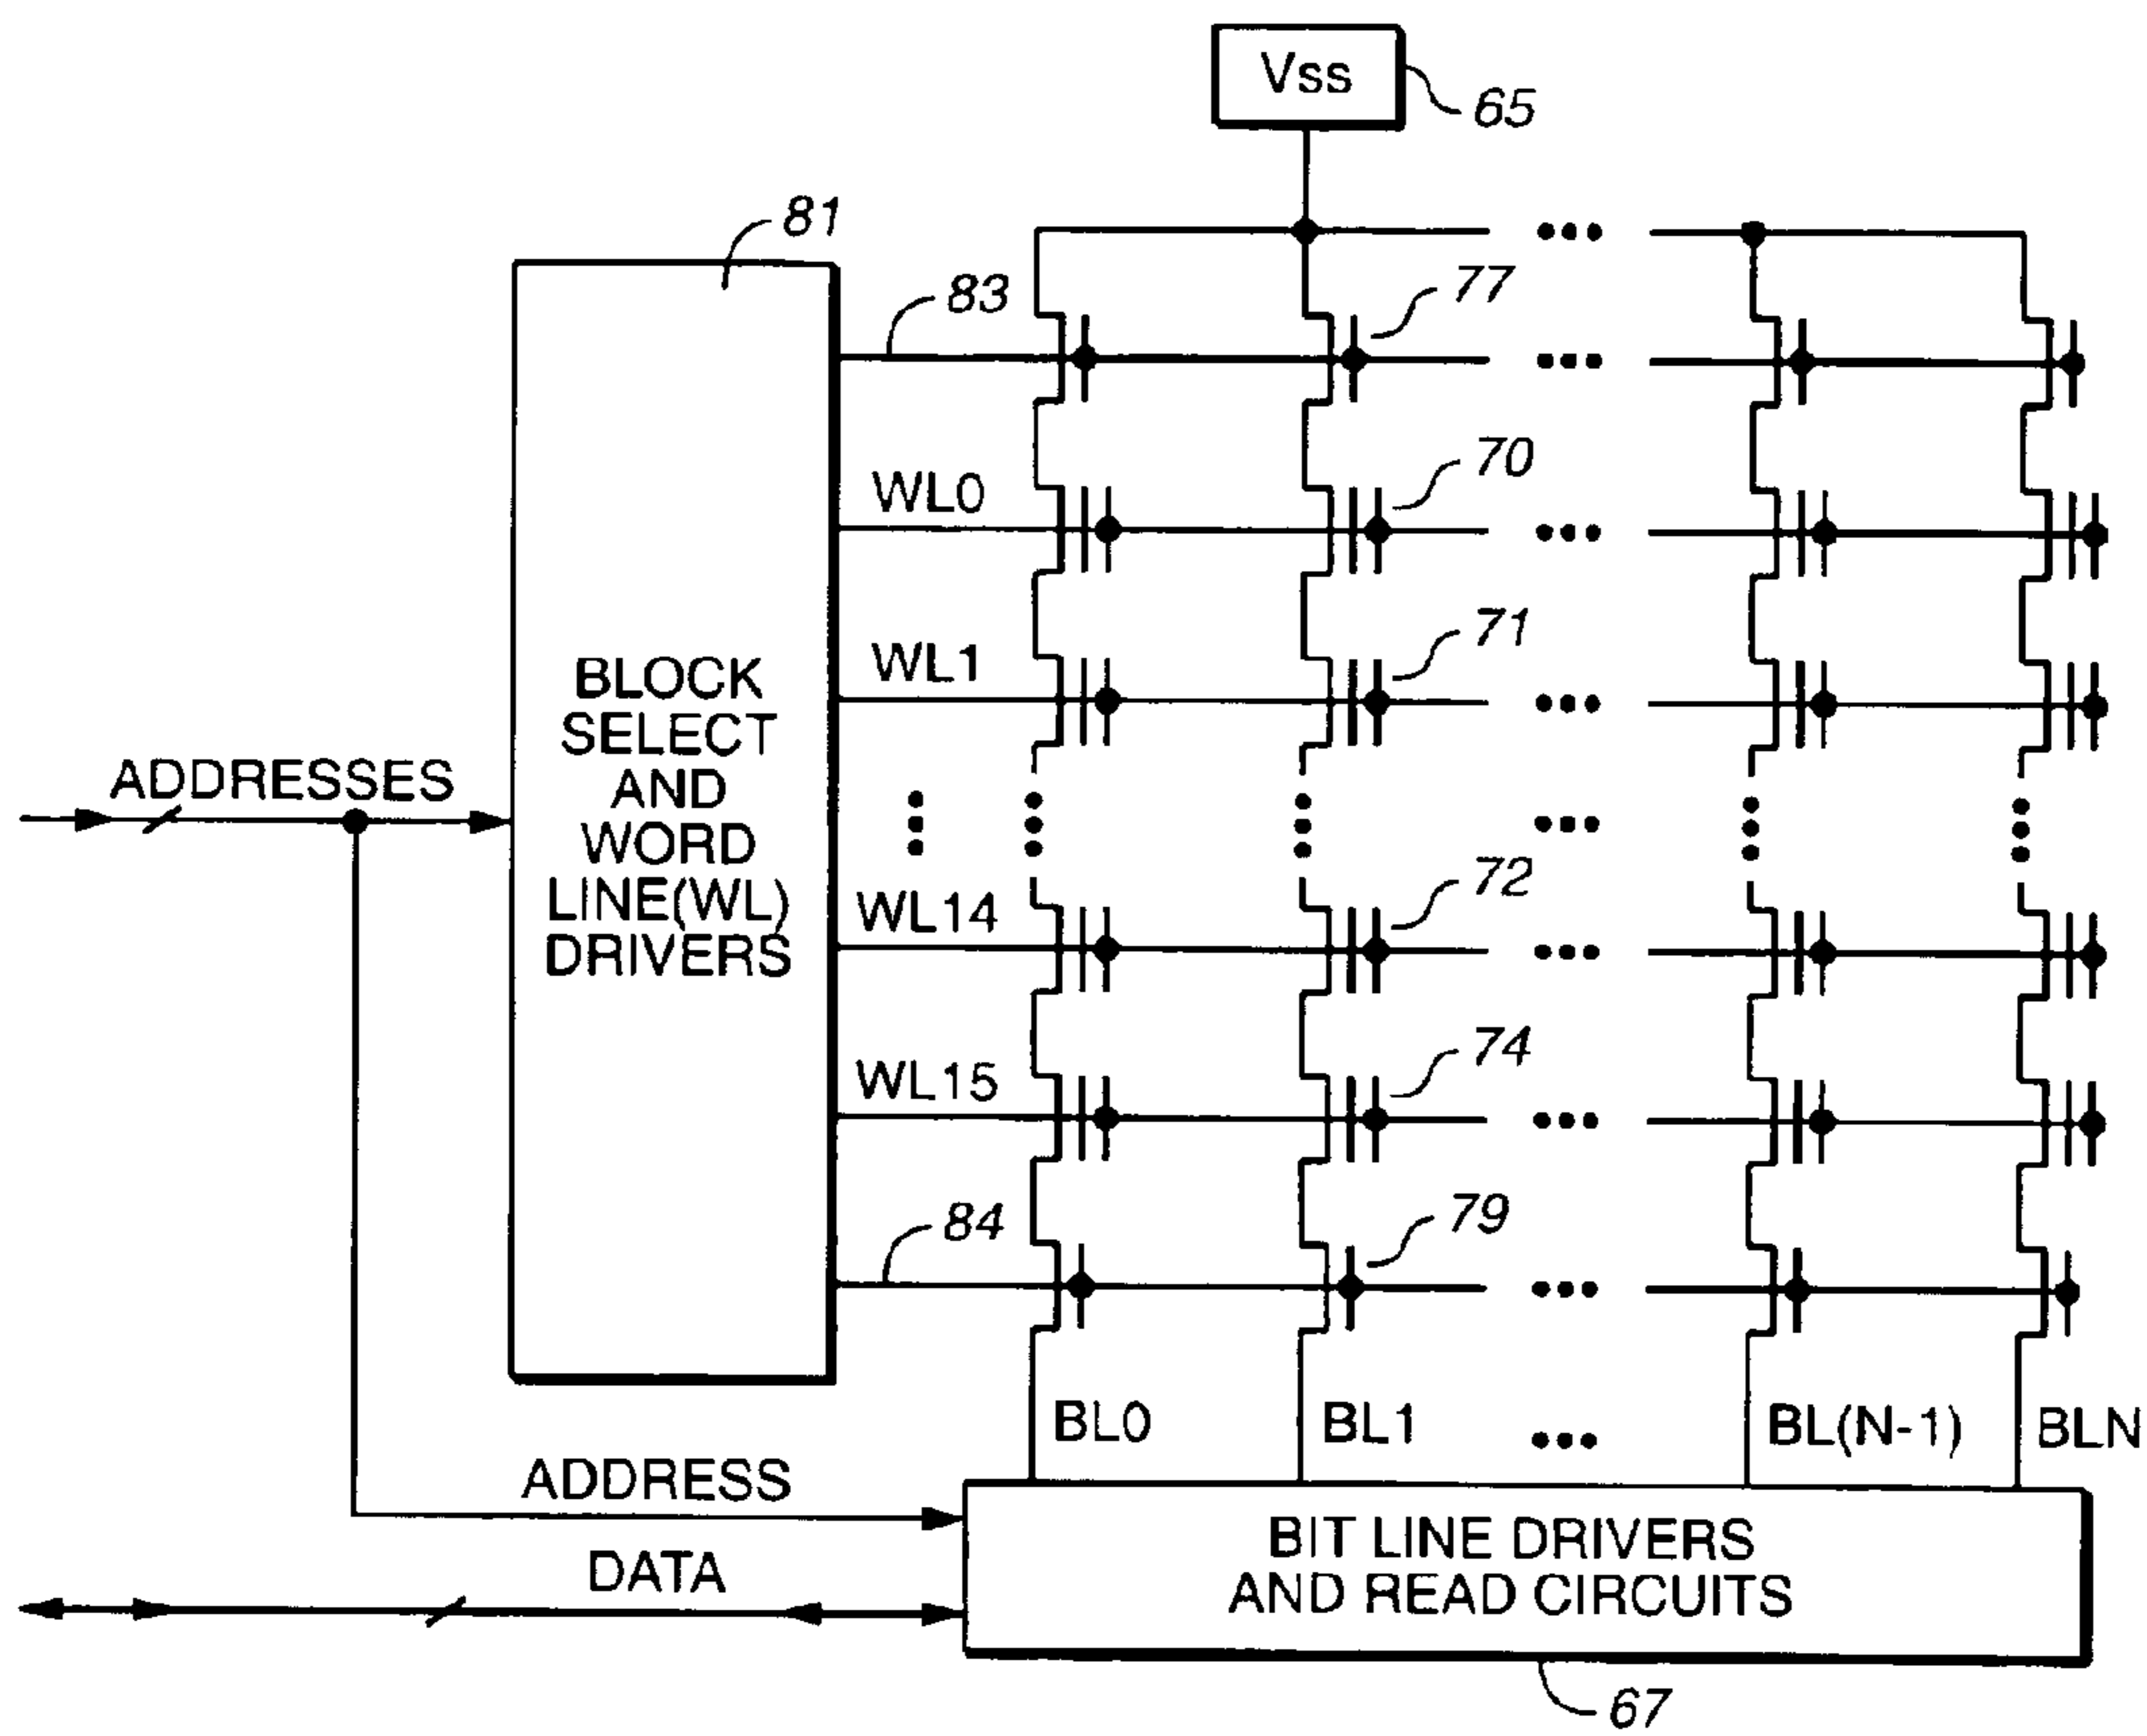 Vss
65
81
83
77
WL0
70
WL1
71
BLOCK
SELECT
AND
WORD
LINE(WL)
DRIVERS
ADDRESSES
WL14
72
WL15
74
84
79
BL0
BL1
BL(N-1)
BLN
ADDRESS
DATA
BIT LINE DRIVERS
AND READ CIRCUITS
67